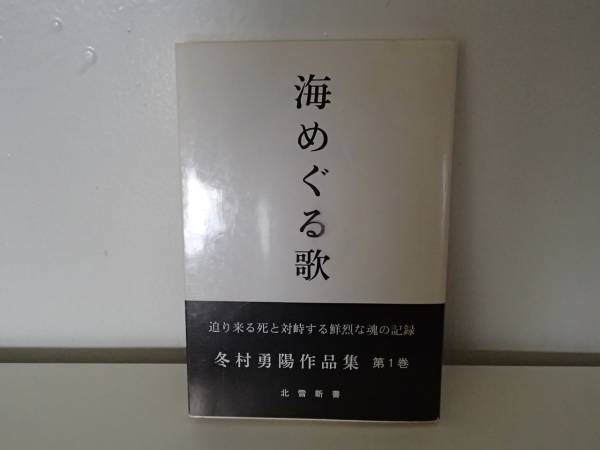 海めぐる歌
迫り来る死と対峙する鮮烈な魂の記録
冬村勇陽作品集 第1巻
北雪新書